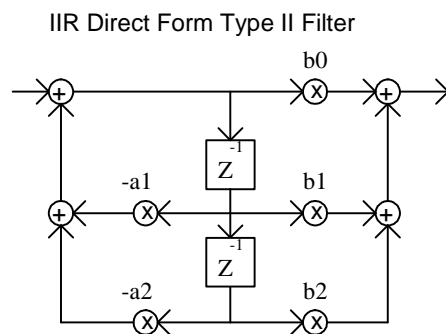 IIR Direct Form Type II Filter
b0
+ x +
-1
Z
-a1 b1
+ x x +
-1
Z
-a2 b2
x x